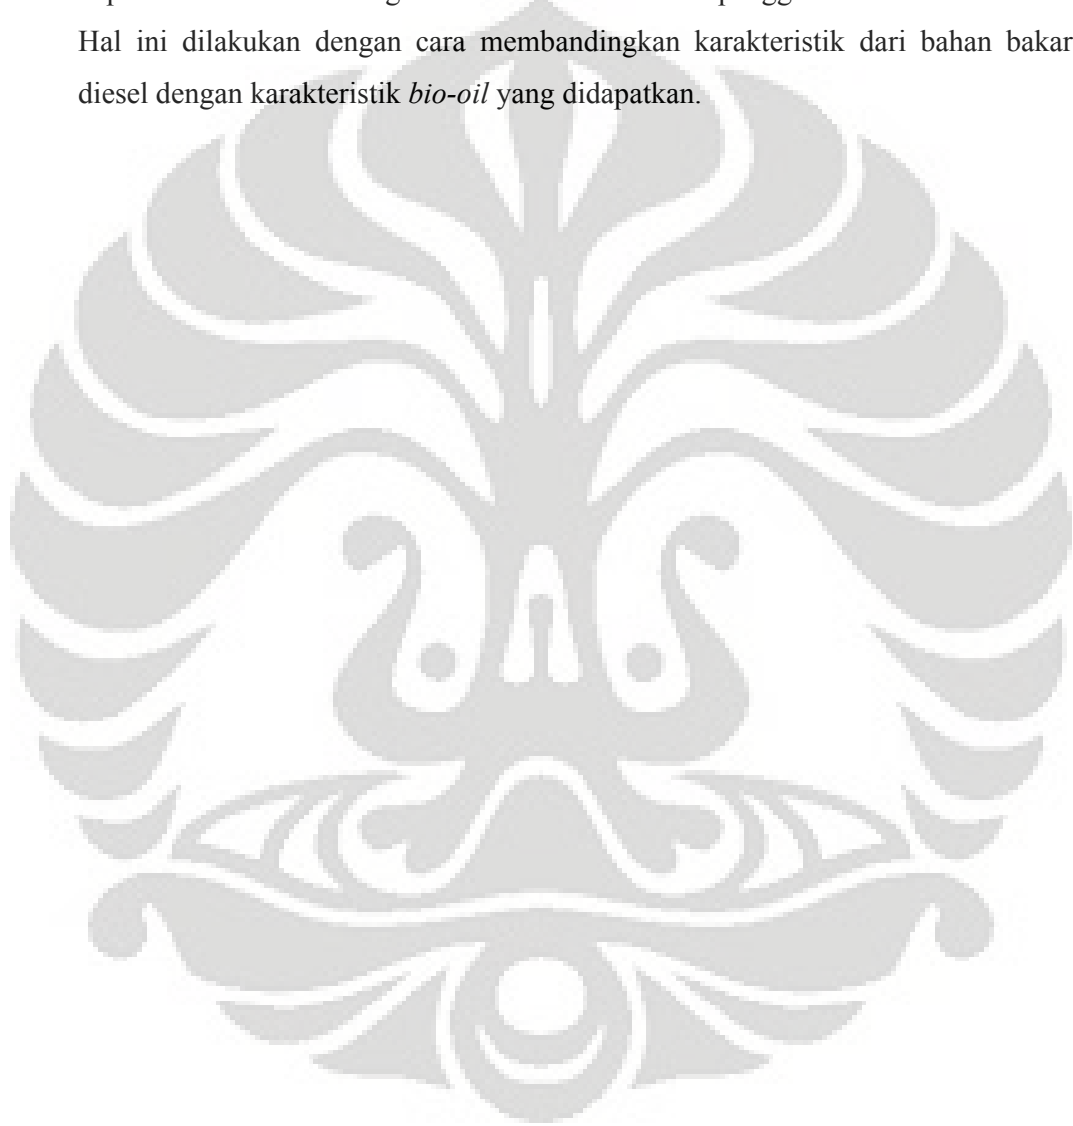 Hal ini dilakukan dengan cara membandingkan karakteristik dari bahan bakar
diesel dengan karakteristik bio-oil yang didapatkan.